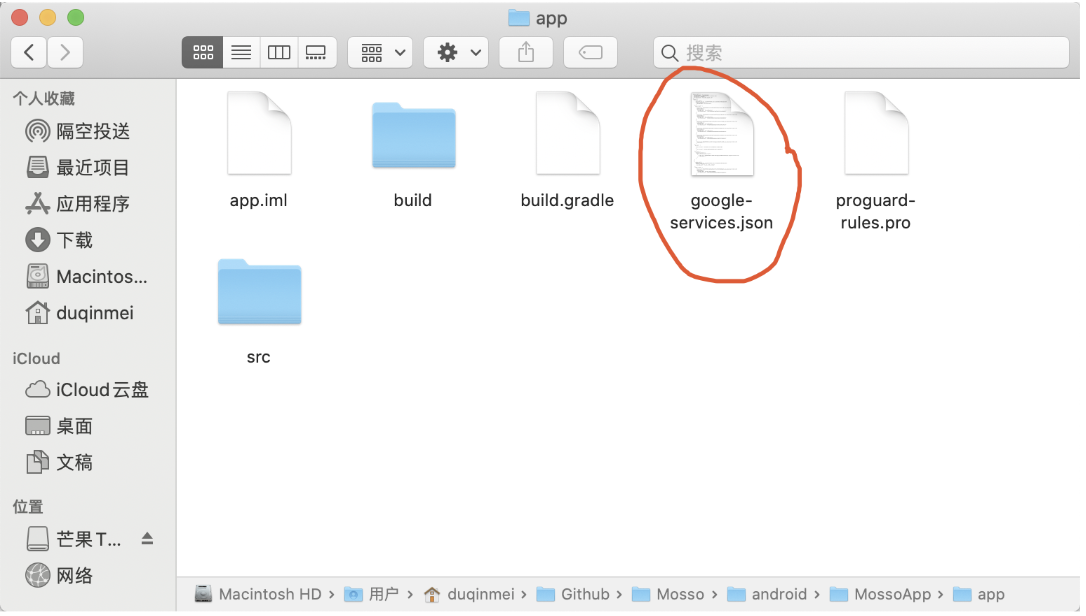 app
搜索
个人收藏
隔空投送
最近项目
应用程序
下载
Macintos...
duqinmei
iCloud
iCloud云盘
桌面
文稿
位置
芒果 T...
网络
app.iml
build
build.gradle
google-
services.json
proguard-
rules.pro
src
Macintosh HD › 用户 › duqinmei › Github › Mosso › android › MossoApp › app